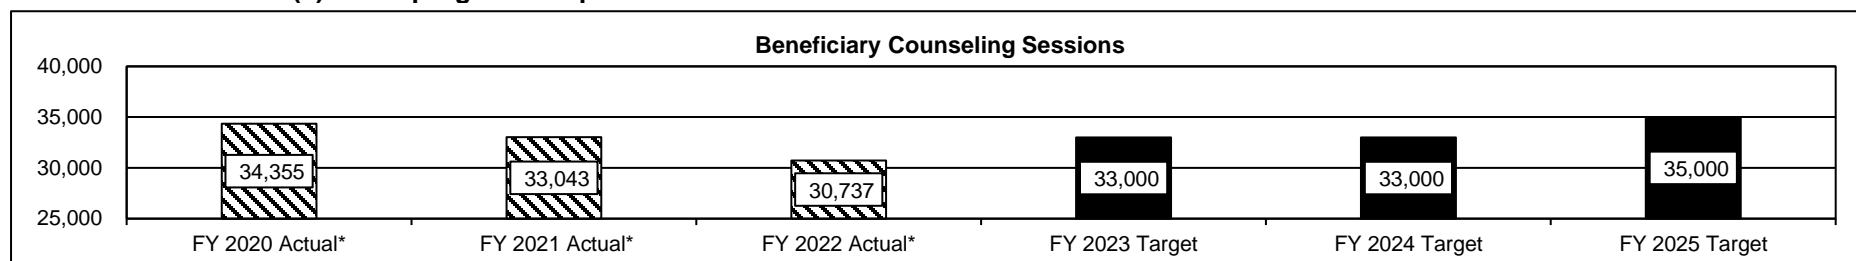 Beneficiary Counseling Sessions
40,000
35,000
30,000
25,000
34,355
33,043
30,737
33,000
33,000
35,000
FY 2020 Actual*
FY 2021 Actual*
FY 2022 Actual*
FY 2023 Target
FY 2024 Target
FY 2025 Target